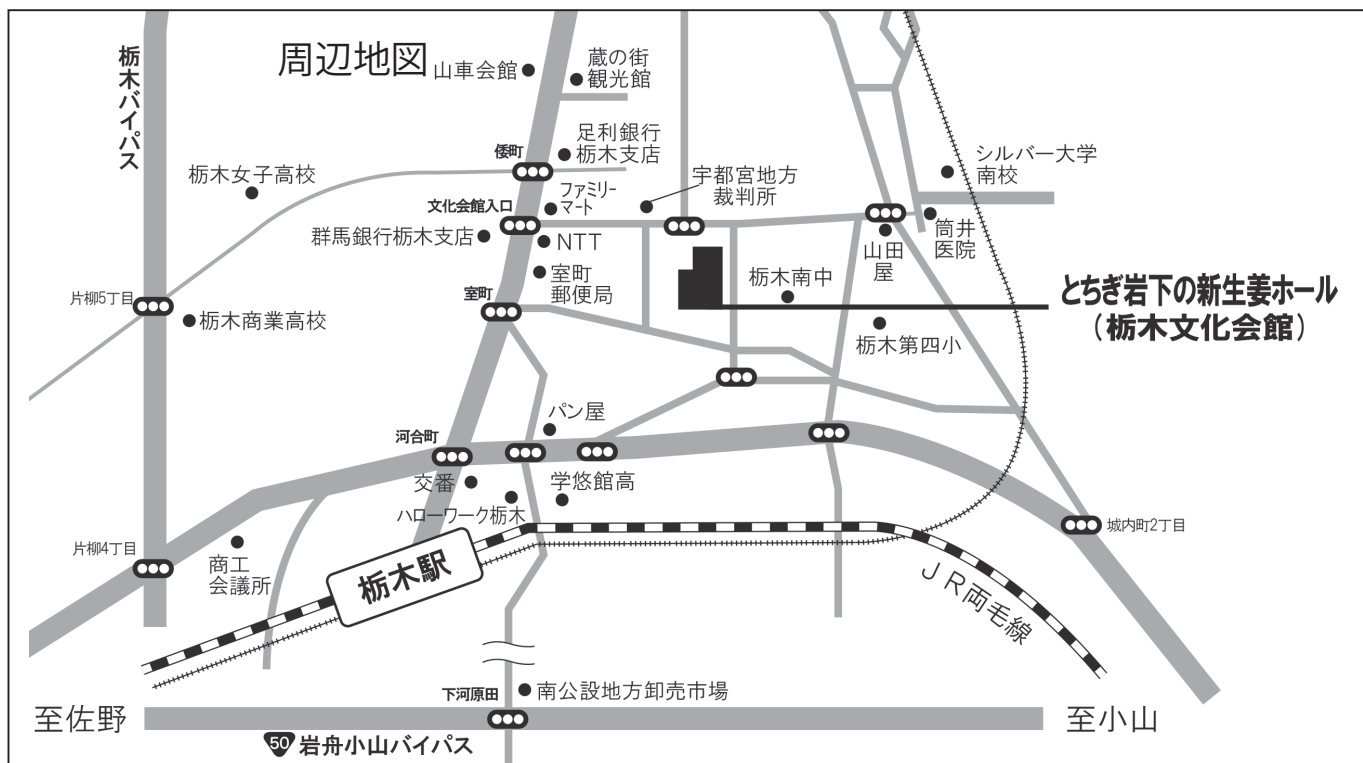 周辺地図
栃木バイパス
山車会館
蔵の街
観光館
足利銀行
栃木支店
倭町
栃木女子高校
ファミリー
マート
宇都宮地方
裁判所
シルバー大学
南校
文化会館入口
群馬銀行栃木支店
NTT
山田
屋
筒井
医院
室町
郵便局
栃木南中
とちぎ岩下の新生姜ホール
(栃木文化会館)
片柳5丁目
室町
栃木商業高校
栃木第四小
パン屋
河合町
交番
学悠館高
ハローワーク栃木
城内町2丁目
片柳4丁目
商工
会議所
栃木駅
JR両毛線
下河原田
南公設地方卸売市場
至佐野
至小山
50 岩舟小山バイパス